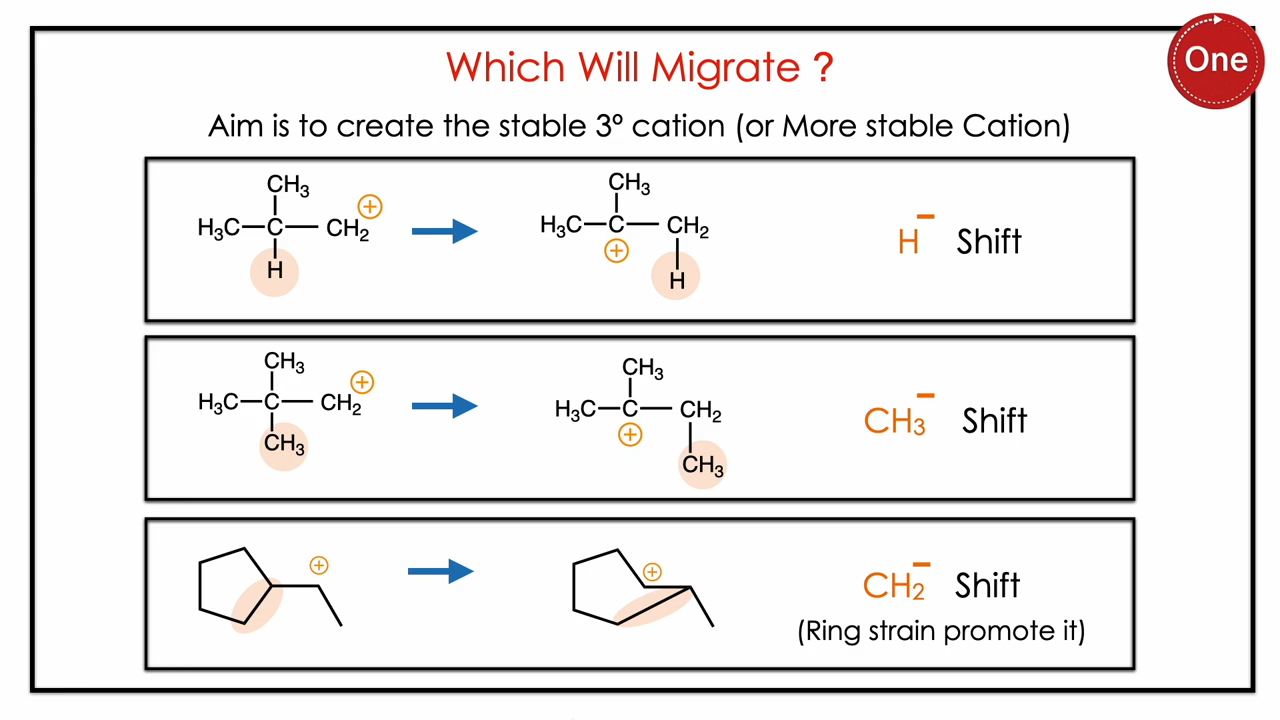 Which Will Migrate ?
One
Aim is to create the stable 3º cation (or More stable Cation)
CH₃
H₃C—C—CH₂ ⊕
H
CH₃
H₃C—C—CH₂
⊕
H
H⁻ Shift
CH₃
H₃C—C—CH₂ ⊕
CH₃
CH₃
H₃C—C—CH₂
⊕
CH₃
CH₃⁻ Shift
⊕
⊕
CH₂⁻ Shift
(Ring strain promote it)